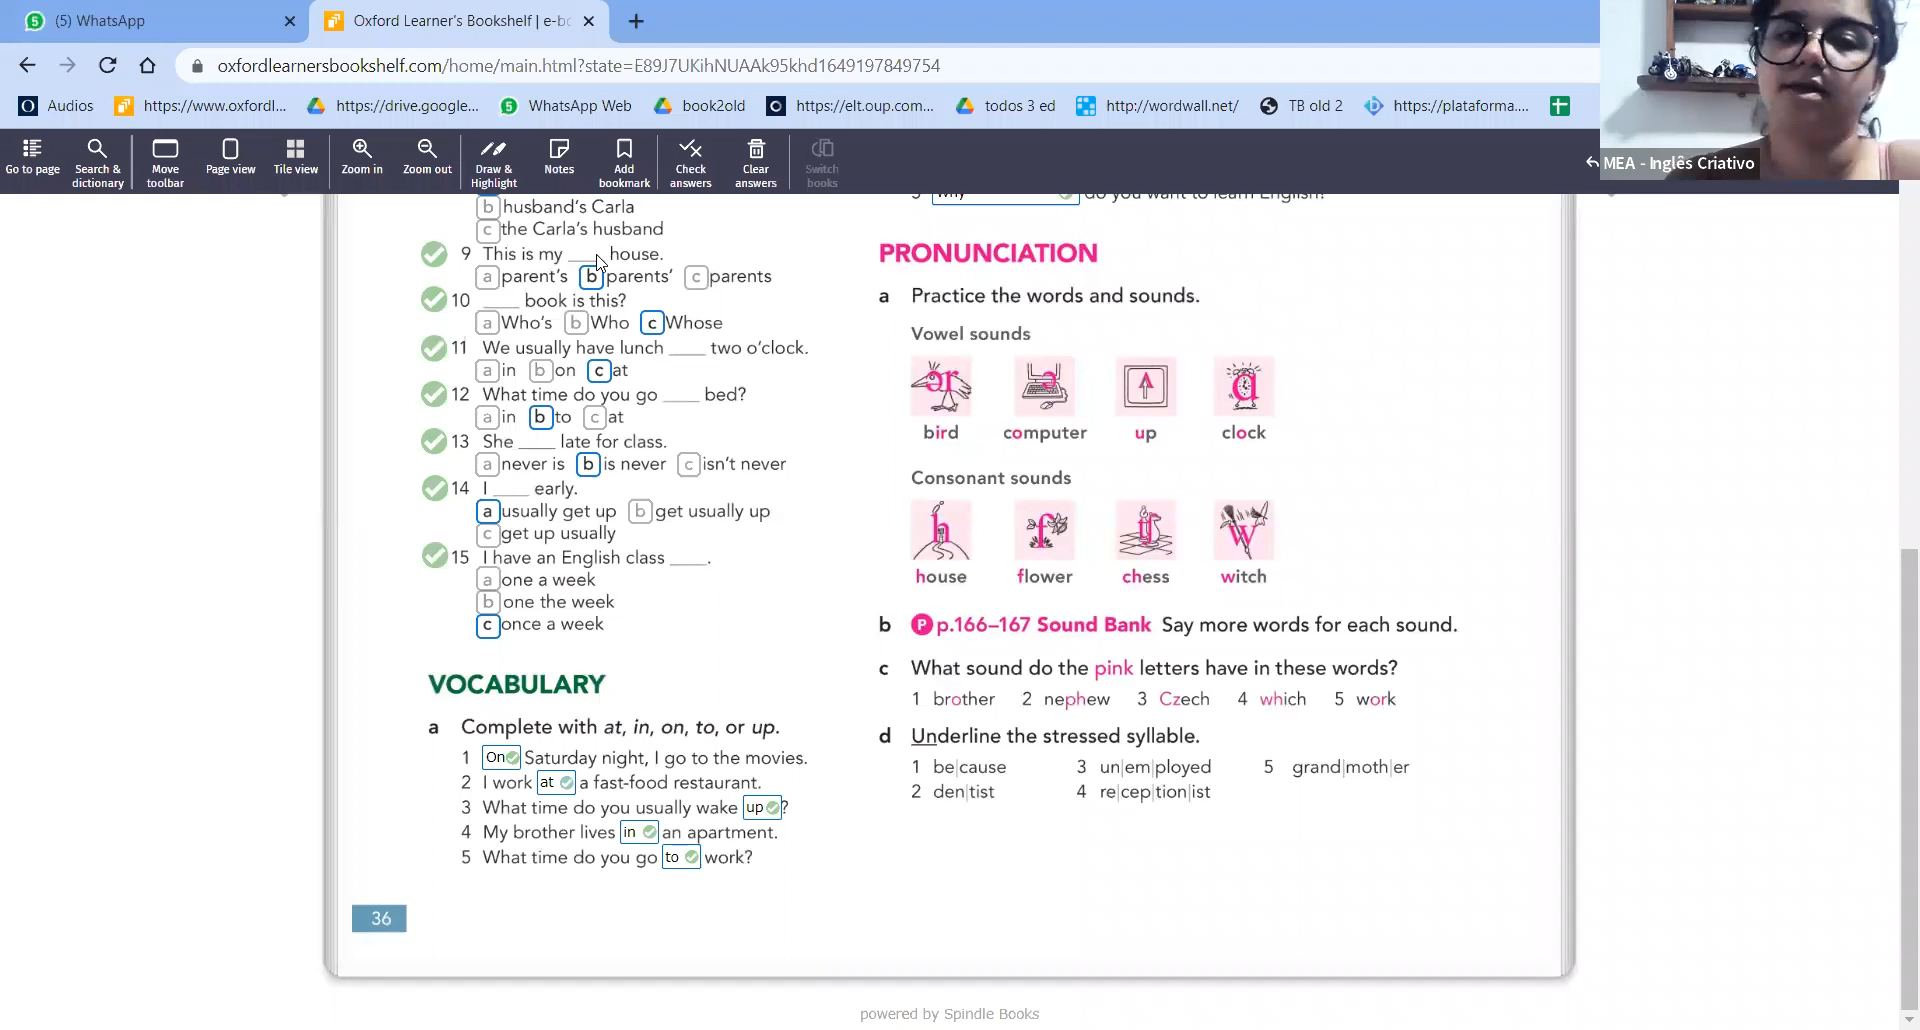 (5) WhatsApp
Oxford Learner's Bookshelf | e-bo
oxfordlearnersbookshelf.com/home/main.html?state=E89J7UKihNUAAk95khd1649197849754
Audios https://www.oxfordl... https://drive.google... WhatsApp Web book2old https://elt.oup.com... todos 3 ed http://wordwall.net/ TB old 2 https://plataforma....
Go to page Search & dictionary Move toolbar Page view Tile view Zoom in Zoom out Draw & Highlight Notes Add bookmark Check answers Clear answers Switch books
MEA - Inglês Criativo
b husband's Carla
c the Carla's husband
9 This is my ____ house.
a parent's b parents' c parents
10 ____ book is this?
a Who's b Who c Whose
11 We usually have lunch ____ two o'clock.
a in b on c at
12 What time do you go ____ bed?
a in b to c at
13 She ____ late for class.
a never is b is never c isn't never
14 I ____ early.
a usually get up b get usually up
c get up usually
15 I have an English class ____.
a one a week
b one the week
c once a week
VOCABULARY
a Complete with at, in, on, to, or up.
1 On Saturday night, I go to the movies.
2 I work at a fast-food restaurant.
3 What time do you usually wake up ?
4 My brother lives in an apartment.
5 What time do you go to work?
36
5 why do you want to learn English?
PRONUNCIATION
a Practice the words and sounds.
Vowel sounds
ər ə ʌ ɑ
bird computer up clock
Consonant sounds
h f tʃ w
house flower chess witch
b P p.166–167 Sound Bank Say more words for each sound.
c What sound do the pink letters have in these words?
1 brother 2 nephew 3 Czech 4 which 5 work
d Underline the stressed syllable.
1 be|cause 3 un|em|ployed 5 grand|moth|er
2 den|tist 4 re|cep|tion|ist
powered by Spindle Books